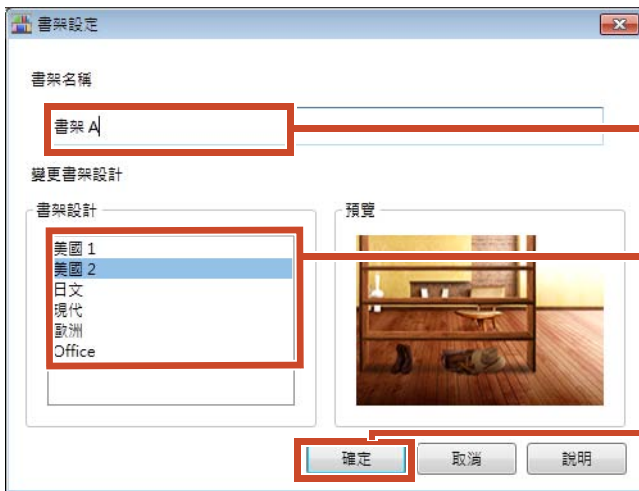 書架設定
書架名稱
書架 A
變更書架設計
書架設計
預覽
美國 1
美國 2
日文
現代
歐洲
Office
確定
取消
說明